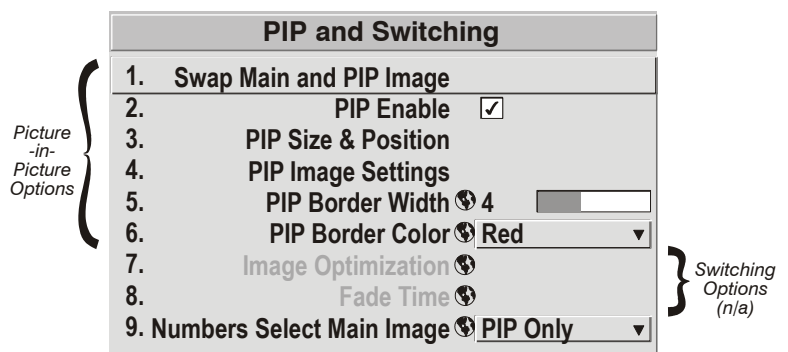 PIP and Switching
1. Swap Main and PIP Image
2. PIP Enable
3. PIP Size & Position
4. PIP Image Settings
5. PIP Border Width 4
6. PIP Border Color Red
7. Image Optimization
8. Fade Time
9. Numbers Select Main Image PIP Only
Picture
-in-
Picture
Options
Switching
Options
(n/a)